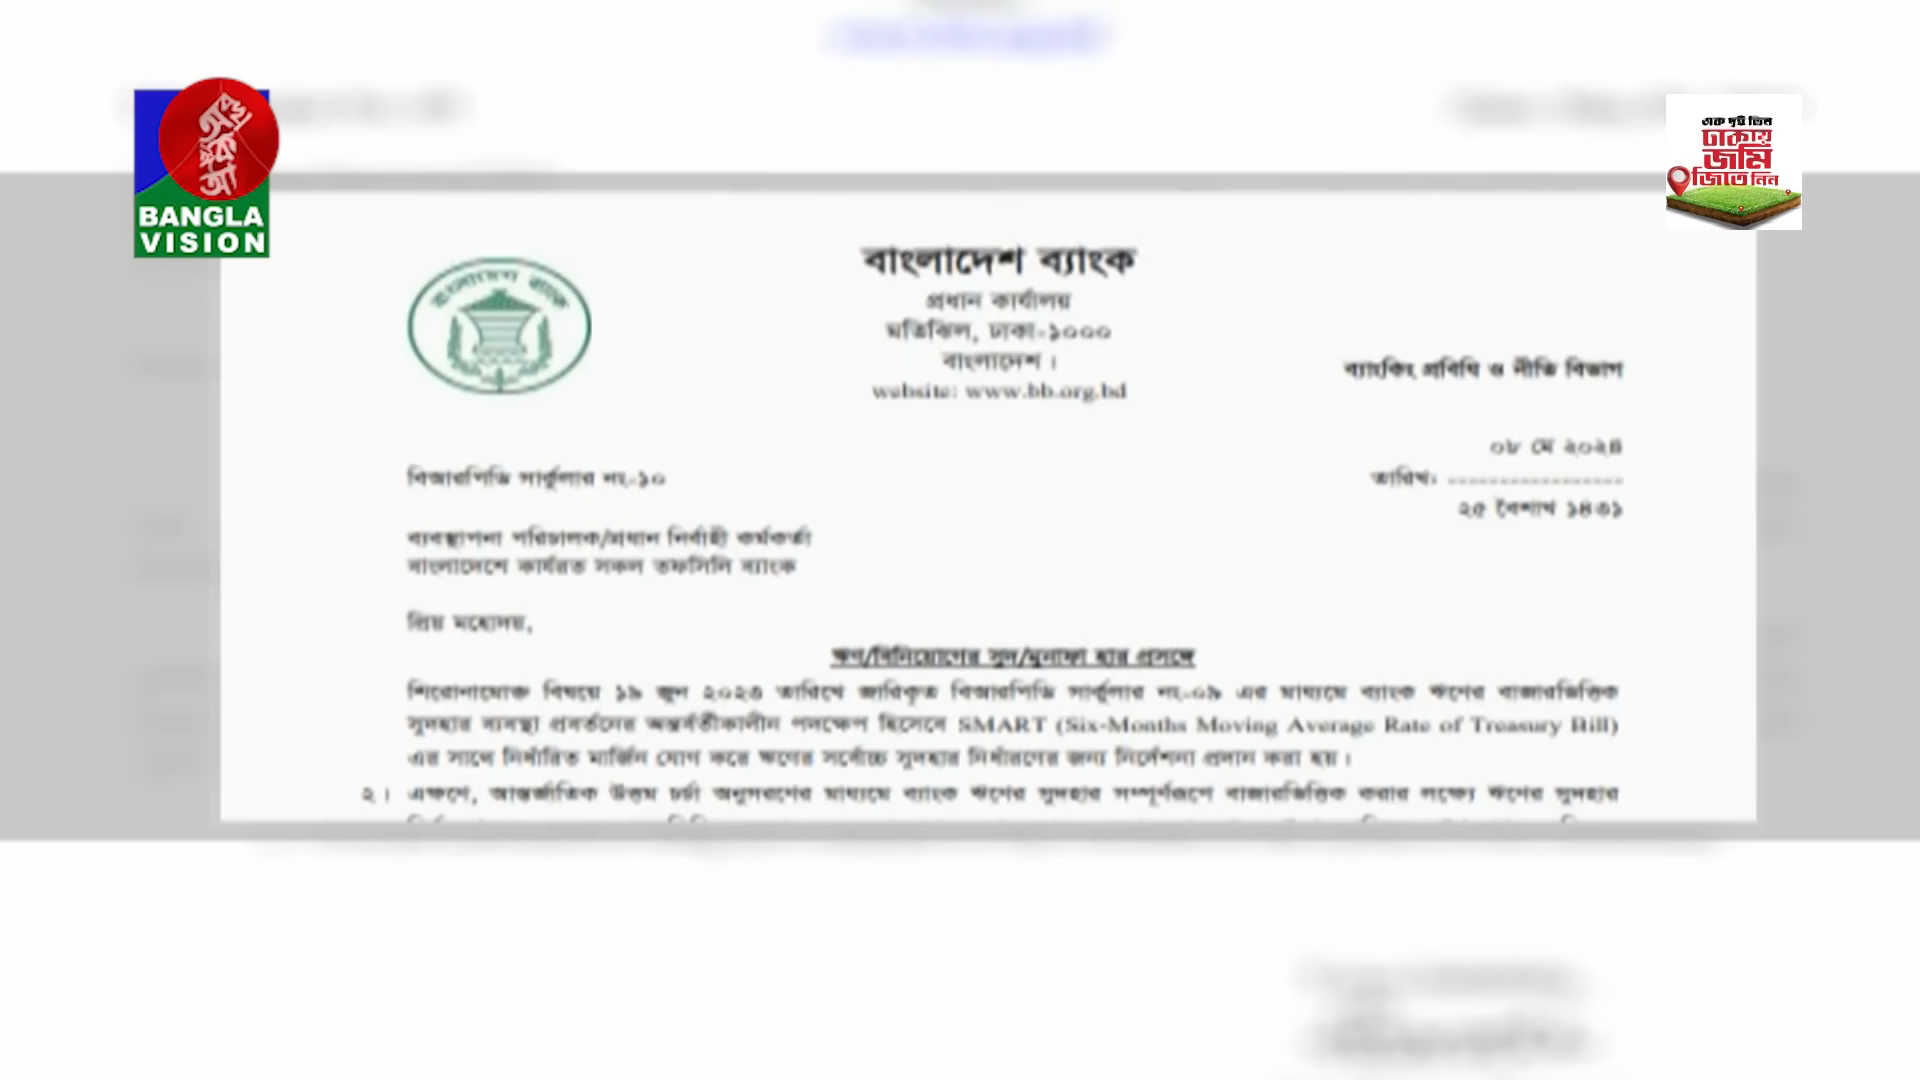 BANGLA
VISION
এক দুই তিন
ঢাকায়
জমি
জিতে নিন
বাংলাদেশ ব্যাংক
বাংলাদেশ ব্যাংক
প্রধান কার্যালয়
মতিঝিল, ঢাকা-১০০০
বাংলাদেশ।
website: www.bb.org.bd
ব্যাংকিং প্রবিধি ও নীতি বিভাগ
০৮ মে ২০২৪
বিআরপিডি সার্কুলার নং-১০
তারিখঃ ------------------
২৫ বৈশাখ ১৪৩১
ব্যবস্থাপনা পরিচালক/প্রধান নির্বাহী কর্মকর্তা
বাংলাদেশে কার্যরত সকল তফসিলি ব্যাংক
প্রিয় মহোদয়,
ঋণ/বিনিয়োগের সুদ/মুনাফা হার প্রসঙ্গে
শিরোনামোক্ত বিষয়ে ১৯ জুন ২০২৩ তারিখে জারিকৃত বিআরপিডি সার্কুলার নং-০৯ এর মাধ্যমে ব্যাংক ঋণের বাজারভিত্তিক
সুদহার ব্যবস্থা প্রবর্তনের অন্তর্বর্তীকালীন পদক্ষেপ হিসেবে SMART (Six-Months Moving Average Rate of Treasury Bill)
এর সাথে নির্ধারিত মার্জিন যোগ করে ঋণের সর্বোচ্চ সুদহার নির্ধারণের জন্য নির্দেশনা প্রদান করা হয়।
২। এক্ষণে, আন্তর্জাতিক উত্তম চর্চা অনুসরণের মাধ্যমে ব্যাংক ঋণের সুদহার সম্পূর্ণরূপে বাজারভিত্তিক করার লক্ষ্যে ঋণের সুদহার